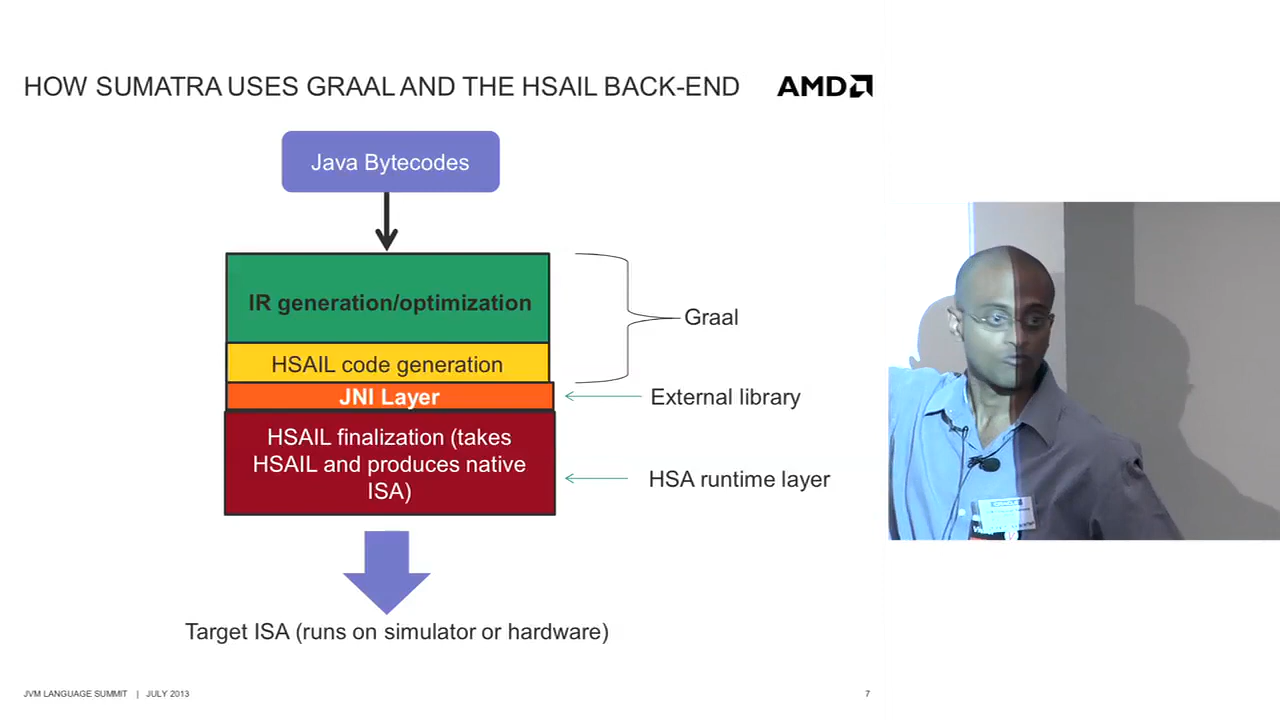 HOW SUMATRA USES GRAAL AND THE HSAIL BACK-END
AMD
Java Bytecodes
IR generation/optimization
Graal
HSAIL code generation
JNI Layer
External library
HSAIL finalization (takes
HSAIL and produces native
ISA)
HSA runtime layer
Target ISA (runs on simulator or hardware)
JVM LANGUAGE SUMMIT | JULY 2013
7